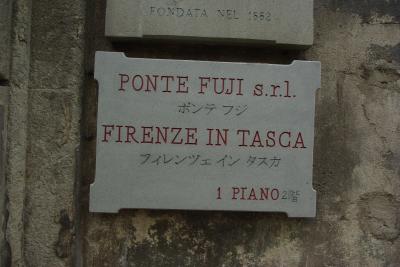 FONDATA NEL 1552
PONTE FUJI s.r.l.
ポンテ フジ
FIRENZE IN TASCA
フィレンツェ イン タスカ
1 PIANO 2階